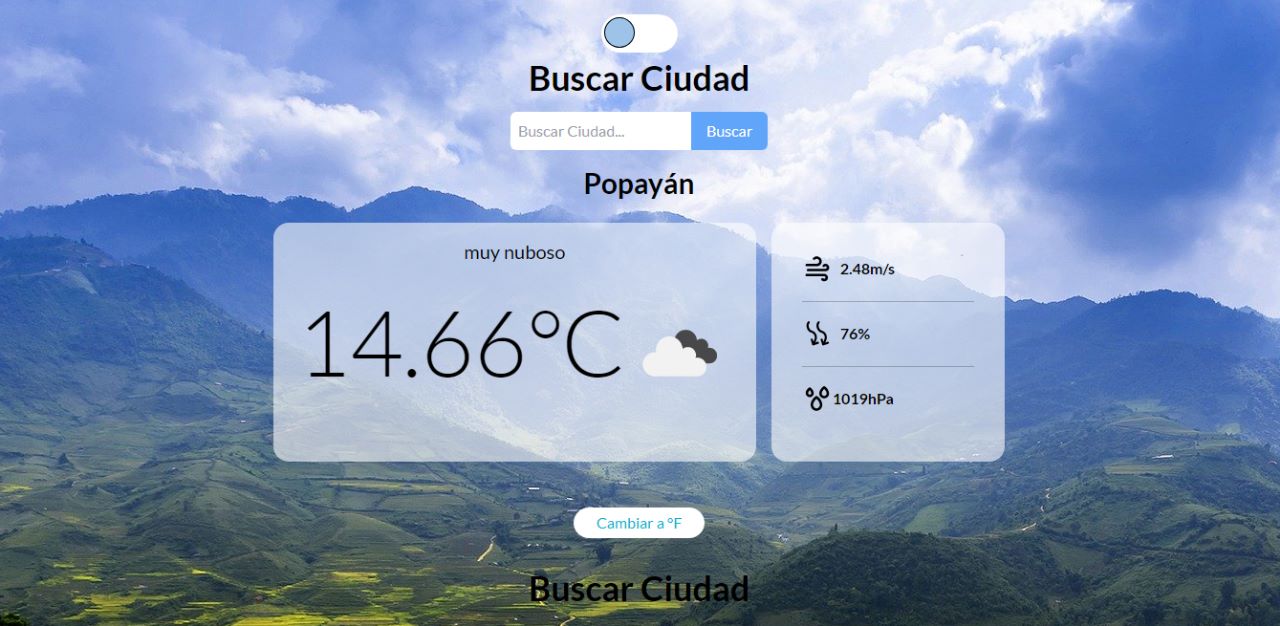 Buscar Ciudad
Buscar Ciudad...
Buscar
Popayán
muy nuboso
14.66°C
2.48m/s
76%
1019hPa
Cambiar a °F
Buscar Ciudad